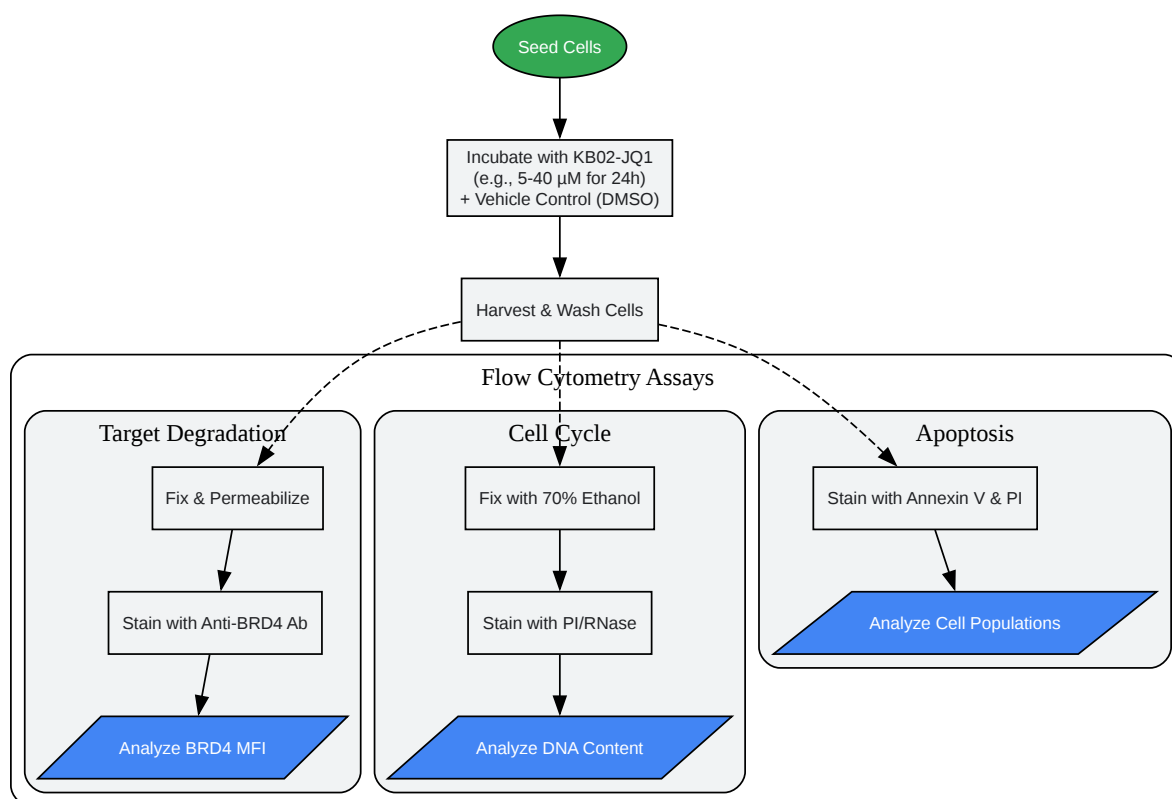 Seed Cells
Incubate with KB02-JQ1
(e.g., 5-40 µM for 24h)
+ Vehicle Control (DMSO)
Harvest & Wash Cells
Flow Cytometry Assays
Target Degradation
Fix & Permeabilize
Stain with Anti-BRD4 Ab
Analyze BRD4 MFI
Cell Cycle
Fix with 70% Ethanol
Stain with PI/RNase
Analyze DNA Content
Apoptosis
Stain with Annexin V & PI
Analyze Cell Populations